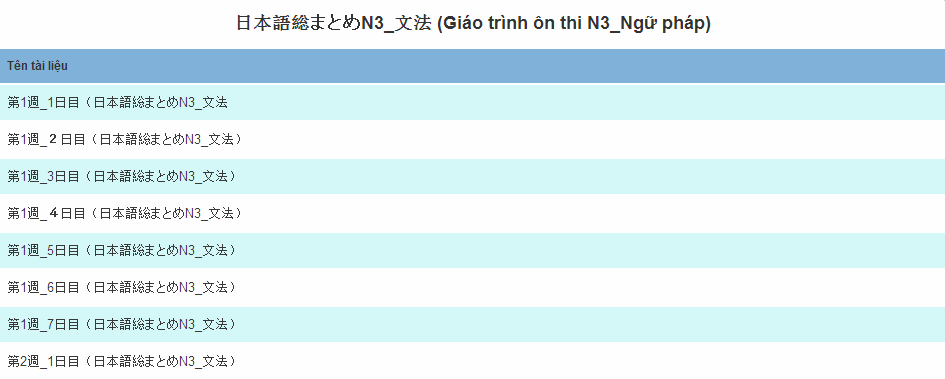 日本語総まとめN3_文法 (Giáo trình ôn thi N3_Ngữ pháp)
Tên tài liệu
第1週_1日目（日本語総まとめN3_文法
第1週_２日目（日本語総まとめN3_文法）
第1週_3日目（日本語総まとめN3_文法）
第1週_４日目（日本語総まとめN3_文法）
第1週_5日目（日本語総まとめN3_文法）
第1週_6日目（日本語総まとめN3_文法）
第1週_7日目（日本語総まとめN3_文法）
第2週_1日目（日本語総まとめN3_文法）